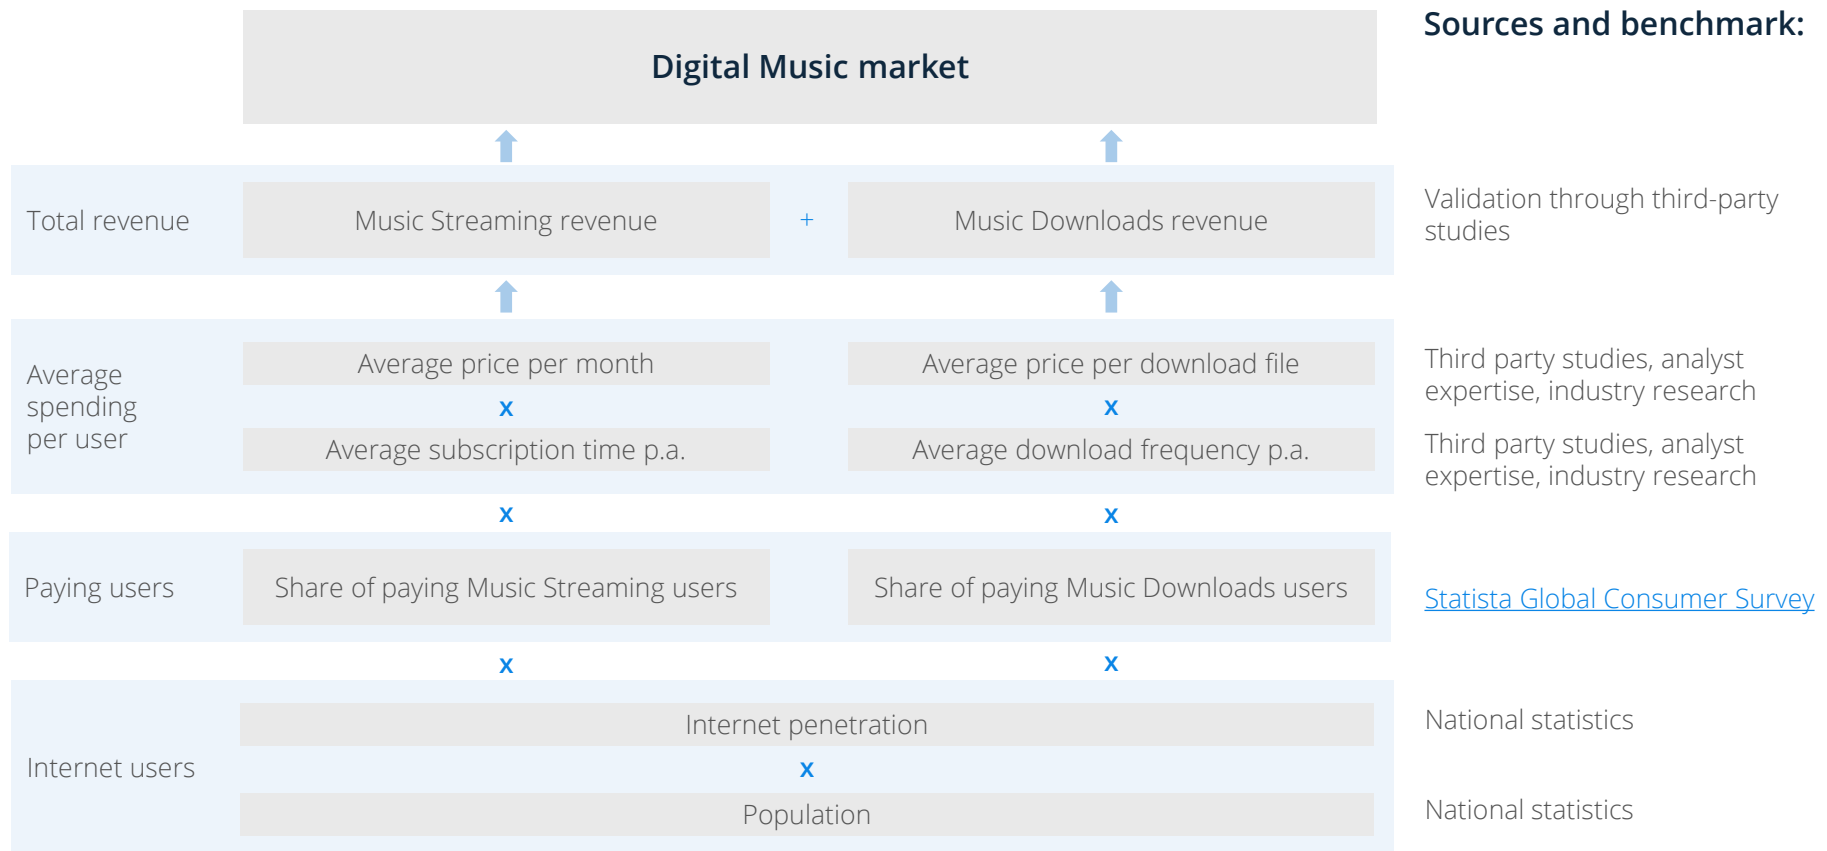 Sources and benchmark:
Digital Music market
Total revenue
Music Streaming revenue
+
Music Downloads revenue
Validation through third-party
studies
Average
spending
per user
Average price per month
x
Average subscription time p.a.
Average price per download file
x
Average download frequency p.a.
Third party studies, analyst
expertise, industry research
Third party studies, analyst
expertise, industry research
x
x
Paying users
Share of paying Music Streaming users
Share of paying Music Downloads users
Statista Global Consumer Survey
x
x
Internet users
Internet penetration
x
Population
National statistics
National statistics